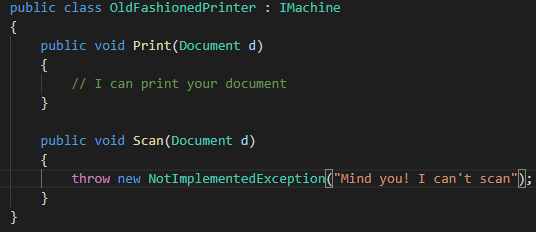 public class OldFashionedPrinter : IMachine
{
    public void Print(Document d)
    {
        // I can print your document
    }

    public void Scan(Document d)
    {
        throw new NotImplementedException("Mind you! I can't scan");
    }
}